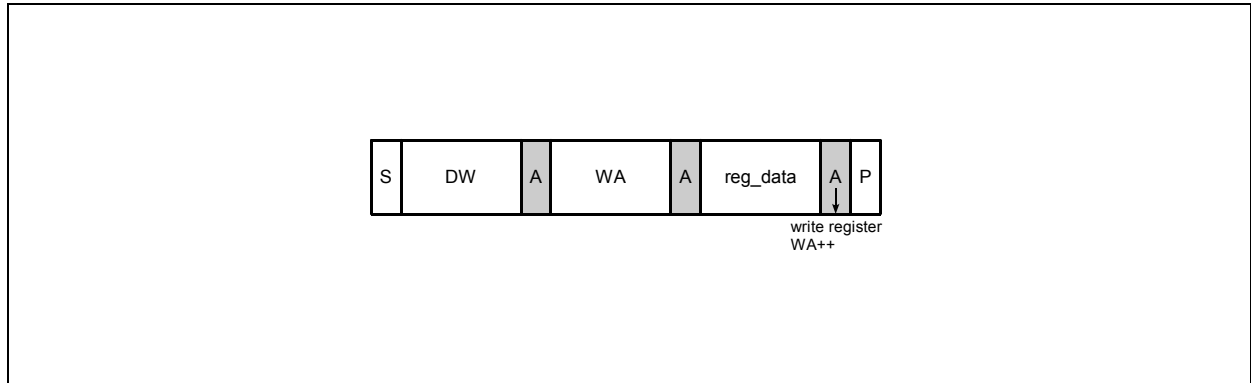 S DW A WA A reg_data A P
write register
WA++